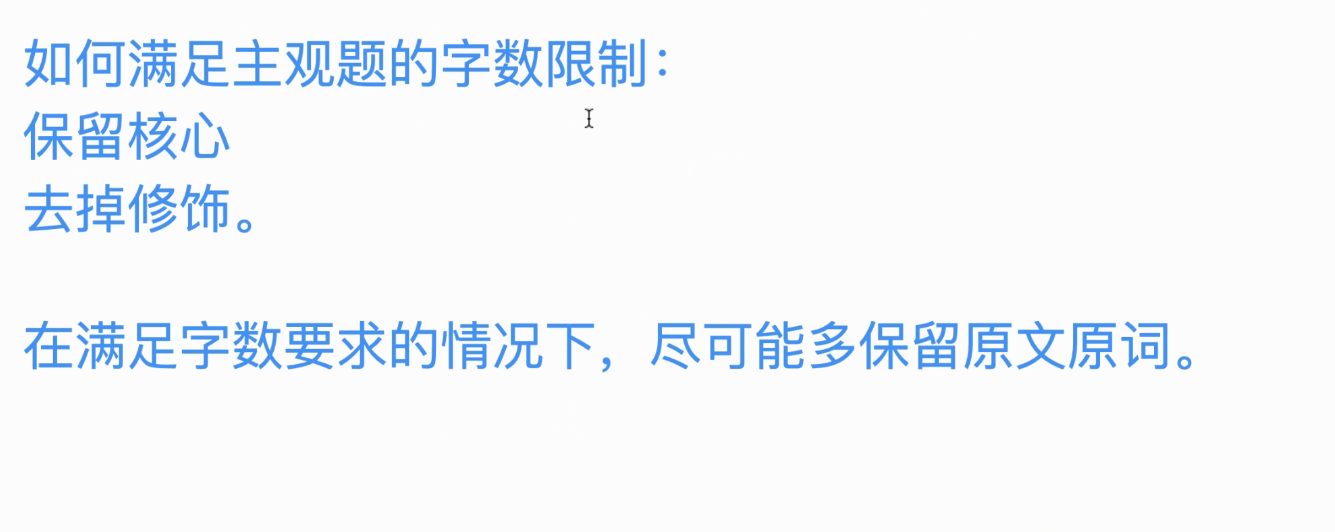 如何满足主观题的字数限制：
保留核心
去掉修饰。
在满足字数要求的情况下，尽可能多保留原文原词。